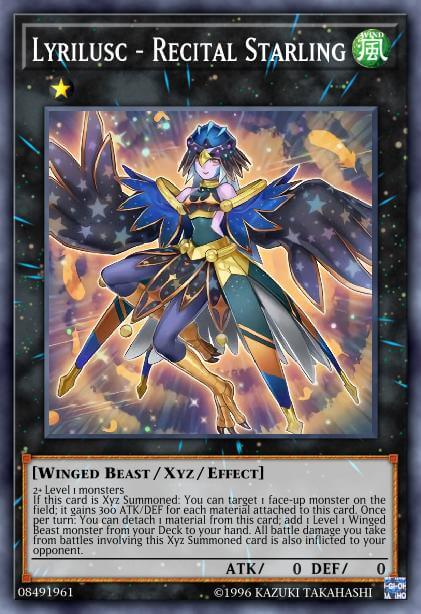 LYRILUSC - RECITAL STARLING
WIND
風
[WINGED BEAST / XYZ / EFFECT]
2+ Level 1 monsters
If this card is Xyz Summoned: You can target 1 face-up monster on the
field; it gains 300 ATK/DEF for each material attached to this card. Once
per turn: You can detach 1 material from this card; add 1 Level 1 Winged
Beast monster from your Deck to your hand. All battle damage you take
from battles involving this Xyz Summoned card is also inflicted to your
opponent.
ATK/ 0 DEF/ 0
08491961 ©1996 KAZUKI TAKAHASHI